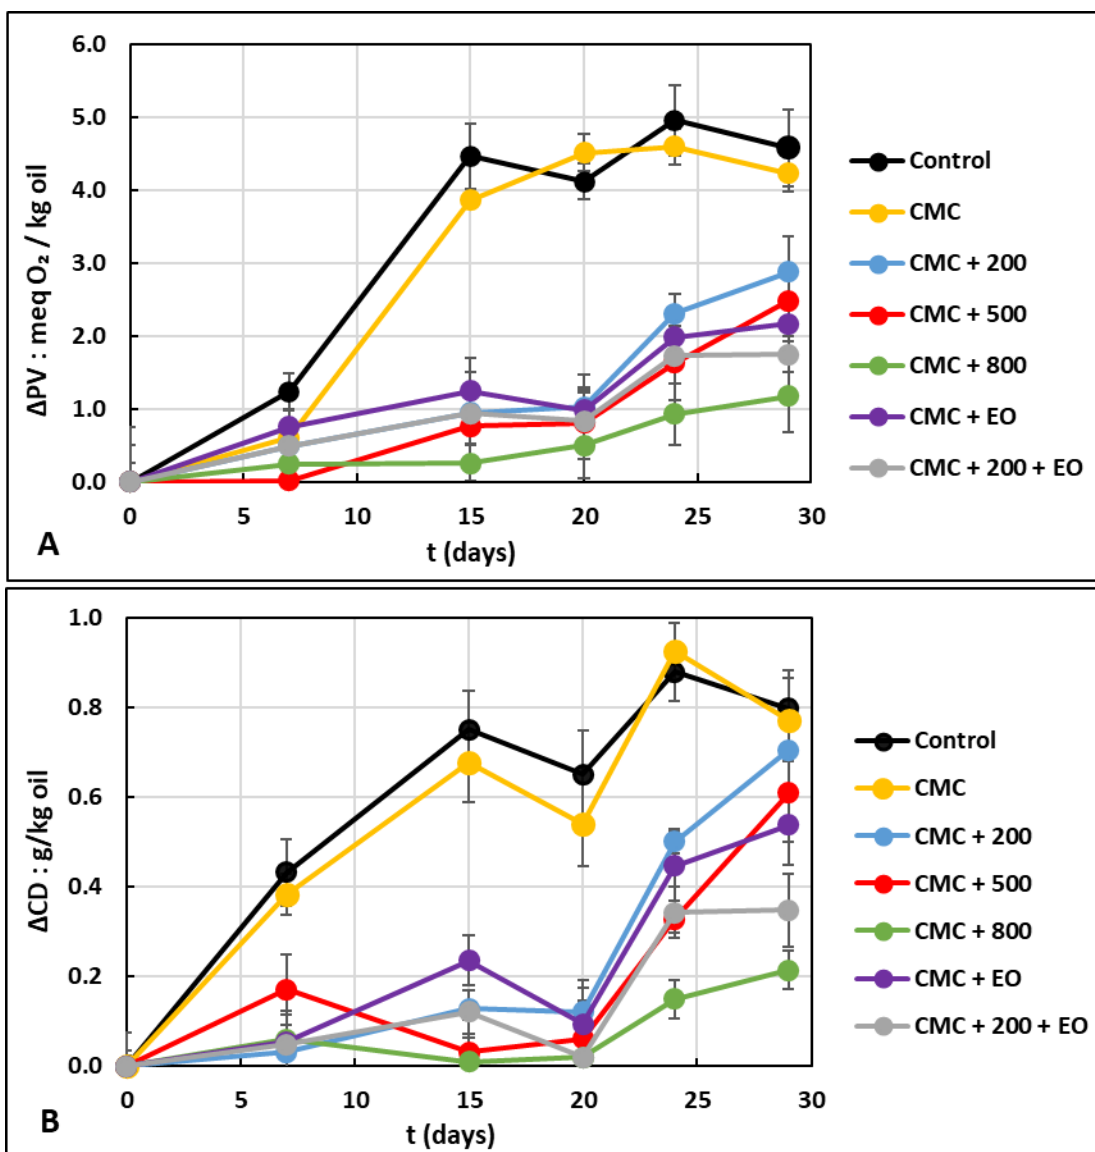 6.0
5.0
4.0
3.0
2.0
1.0
0.0
ΔPV : meq O₂ / kg oil
0 5 10 15 20 25 30
t (days)
A
Control
CMC
CMC + 200
CMC + 500
CMC + 800
CMC + EO
CMC + 200 + EO
1.0
0.8
0.6
0.4
0.2
0.0
ΔCD : g/kg oil
0 5 10 15 20 25 30
t (days)
B
Control
CMC
CMC + 200
CMC + 500
CMC + 800
CMC + EO
CMC + 200 + EO